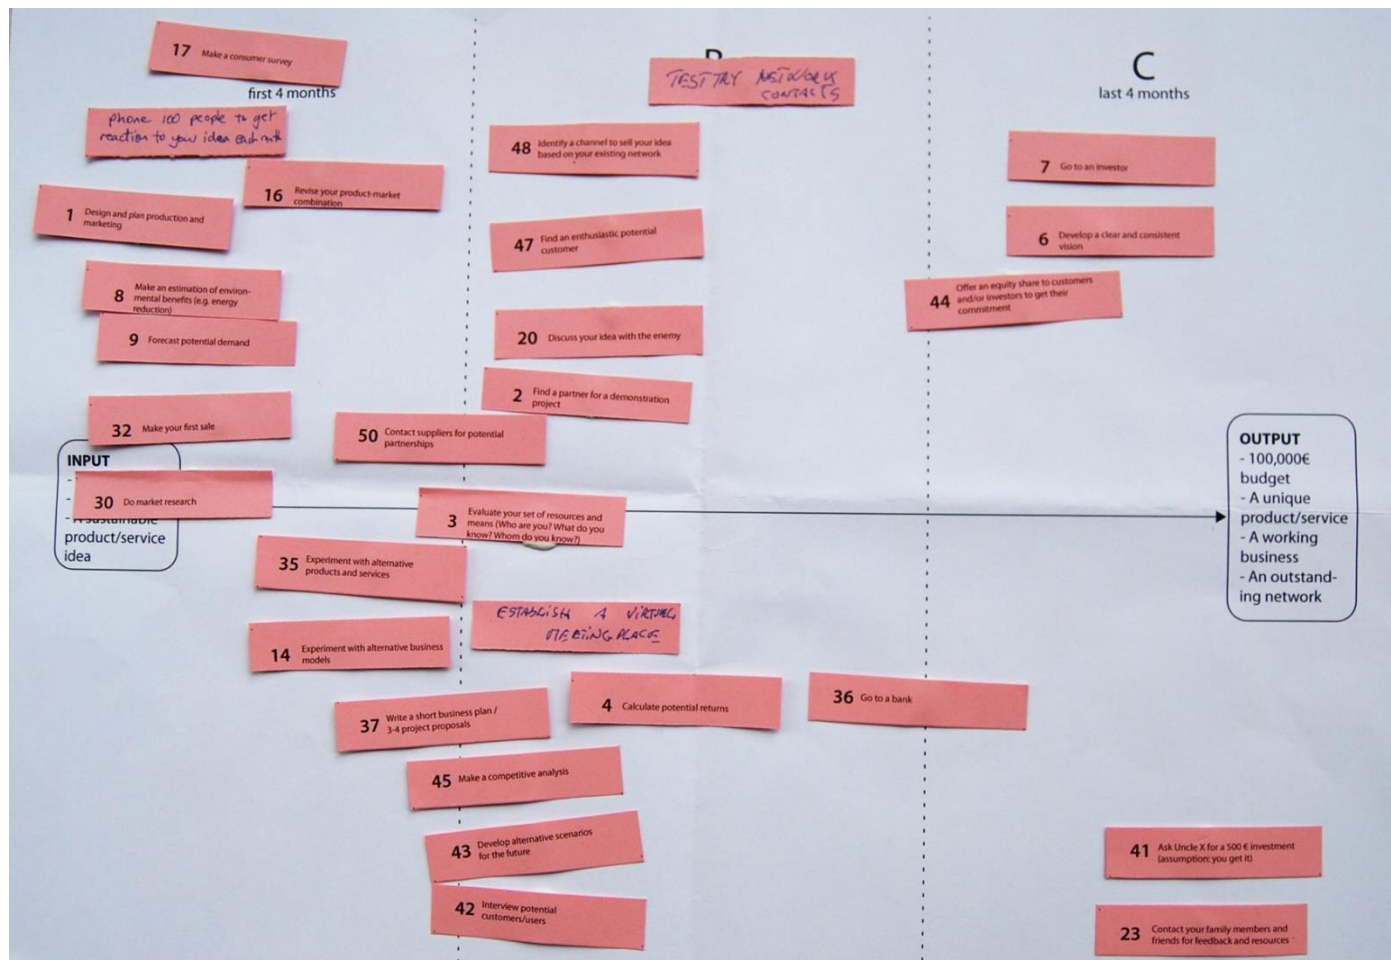 17 Make a consumer survey
first 4 months
phone 100 people to get
reaction to your idea each
16 Revise your product-market
combination
1 Design and plan production and
marketing
8 Make an estimation of environ-
mental benefits (e.g. energy
reduction)
9 Forecast potential demand
32 Make your first sale
INPUT
-
-
30 Do market research
- A sustainable
product/service
idea
50 Contact suppliers for potential
partnerships
3 Evaluate your set of resources and
means (Who are you? What do you
know? Whom do you know?)
35 Experiment with alternative
products and services
14 Experiment with alternative business
models
37 Write a short business plan /
3-4 project proposals
45 Make a competitive analysis
43 Develop alternative scenarios
for the future
42 Interview potential
customers/users
TEST TRY NETWORK
CONTACTS
48 Identify a channel to sell your idea
based on your existing network
47 Find an enthusiastic potential
customer
20 Discuss your idea with the enemy
2 Find a partner for a demonstration
project
ESTABLISH A VIRTUAL
MEETING PLACE
4 Calculate potential returns
36 Go to a bank
C
last 4 months
7 Go to an investor
6 Develop a clear and consistent
vision
44 Offer an equity share to customers
and/or investors to get their
commitment
OUTPUT
- 100,000€
budget
- A unique
product/service
- A working
business
- An outstand-
ing network
41 Ask Uncle X for a 500 € investment
(assumption: you get it)
23 Contact your family members and
friends for feedback and resources